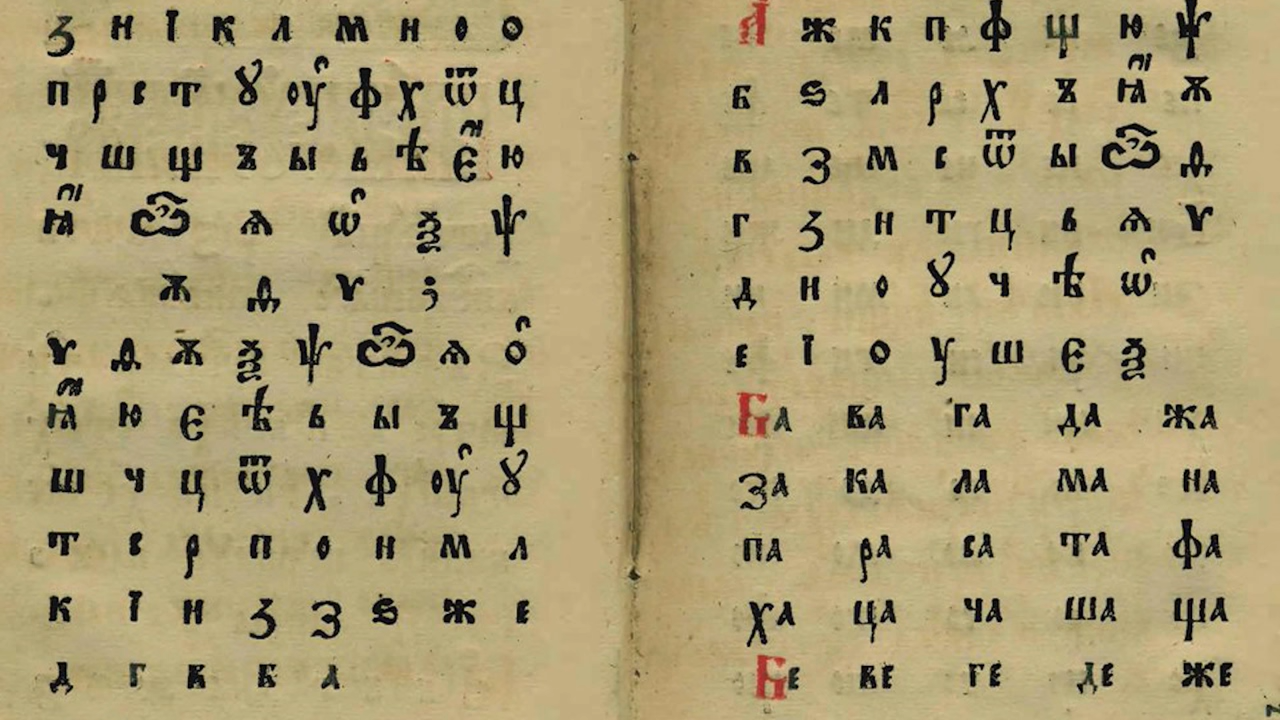 ꙁ н ї к л м н о ѻ
п р с т ꙋ оу҆ ф х ѿ ц
ч ш щ ъ ы ь ѣ є҆ ю
ꙗ҆ ѽ ѧ ѡ҆ ѯ ѱ
ѫ ѳ ѵ ;
ѵ ѳ ѫ ѯ ѱ ѽ ѧ о҆
ꙗ҆ ю є ѣ ь ы ъ щ
ш ч ц ѿ х ф оу҆ ꙋ
т с р п о н м л
к ї н ꙁ з ѕ ж е
д г в б а
А ж к п ф щ ю ѱ
б ѕ л р х ъ ꙗ҆ ѫ
в з м с ѿ ы ѽ ѳ
г ꙁ н т ц ь ѧ ѵ
д н о ꙋ ч ѣ ѡ҆
е ї ѻ у ш є ѯ
Ба ва га да жа
за ка ла ма на
па ра са та фа
ха ца ча ша ща
Бе ве ге де же